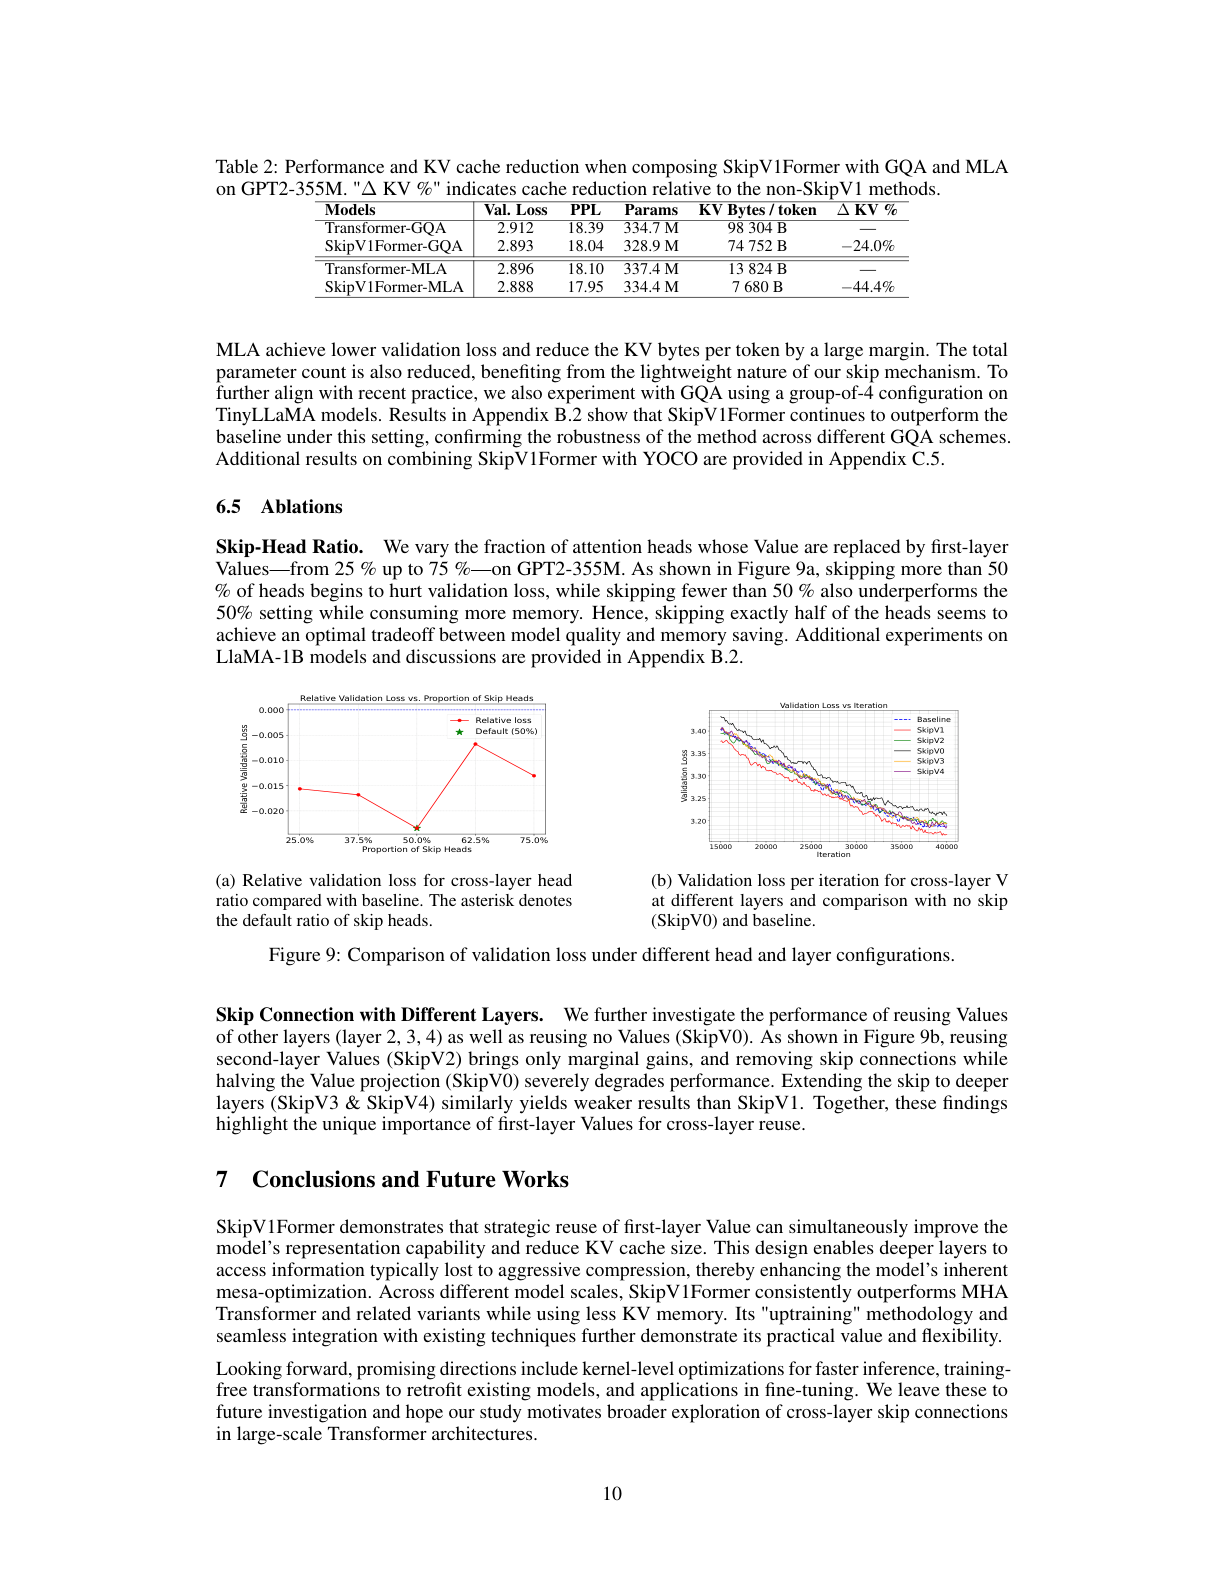 Table 2: Performance and KV cache reduction when composing SkipV1Former with GQA and MLA
on GPT2-355M. "Δ KV %" indicates cache reduction relative to the non-SkipV1 methods.
Models Val. Loss PPL Params KV Bytes / token Δ KV %
Transformer-GQA 2.912 18.39 334.7 M 98 304 B —
SkipV1Former-GQA 2.893 18.04 328.9 M 74 752 B −24.0%
Transformer-MLA 2.896 18.10 337.4 M 13 824 B —
SkipV1Former-MLA 2.888 17.95 334.4 M 7 680 B −44.4%
MLA achieve lower validation loss and reduce the KV bytes per token by a large margin. The total
parameter count is also reduced, benefiting from the lightweight nature of our skip mechanism. To
further align with recent practice, we also experiment with GQA using a group-of-4 configuration on
TinyLLaMA models. Results in Appendix B.2 show that SkipV1Former continues to outperform the
baseline under this setting, confirming the robustness of the method across different GQA schemes.
Additional results on combining SkipV1Former with YOCO are provided in Appendix C.5.
6.5 Ablations
Skip-Head Ratio. We vary the fraction of attention heads whose Value are replaced by first-layer
Values—from 25 % up to 75 %—on GPT2-355M. As shown in Figure 9a, skipping more than 50
% of heads begins to hurt validation loss, while skipping fewer than 50 % also underperforms the
50% setting while consuming more memory. Hence, skipping exactly half of the heads seems to
achieve an optimal tradeoff between model quality and memory saving. Additional experiments on
LlaMA-1B models and discussions are provided in Appendix B.2.
Relative Validation Loss vs. Proportion of Skip Heads
Relative Validation Loss
0.000
−0.005
−0.010
−0.015
−0.020
Relative loss
Default (50%)
25.0% 37.5% 50.0% 62.5% 75.0%
Proportion of Skip Heads
(a) Relative validation loss for cross-layer head
ratio compared with baseline. The asterisk denotes
the default ratio of skip heads.
Validation Loss vs Iteration
Validation Loss
3.40
3.35
3.30
3.25
3.20
Baseline
SkipV1
SkipV2
SkipV0
SkipV3
SkipV4
15000 20000 25000 30000 35000 40000
Iteration
(b) Validation loss per iteration for cross-layer V
at different layers and comparison with no skip
(SkipV0) and baseline.
Figure 9: Comparison of validation loss under different head and layer configurations.
Skip Connection with Different Layers. We further investigate the performance of reusing Values
of other layers (layer 2, 3, 4) as well as reusing no Values (SkipV0). As shown in Figure 9b, reusing
second-layer Values (SkipV2) brings only marginal gains, and removing skip connections while
halving the Value projection (SkipV0) severely degrades performance. Extending the skip to deeper
layers (SkipV3 & SkipV4) similarly yields weaker results than SkipV1. Together, these findings
highlight the unique importance of first-layer Values for cross-layer reuse.
7 Conclusions and Future Works
SkipV1Former demonstrates that strategic reuse of first-layer Value can simultaneously improve the
model's representation capability and reduce KV cache size. This design enables deeper layers to
access information typically lost to aggressive compression, thereby enhancing the model's inherent
mesa-optimization. Across different model scales, SkipV1Former consistently outperforms MHA
Transformer and related variants while using less KV memory. Its "uptraining" methodology and
seamless integration with existing techniques further demonstrate its practical value and flexibility.
Looking forward, promising directions include kernel-level optimizations for faster inference, training-
free transformations to retrofit existing models, and applications in fine-tuning. We leave these to
future investigation and hope our study motivates broader exploration of cross-layer skip connections
in large-scale Transformer architectures.
10